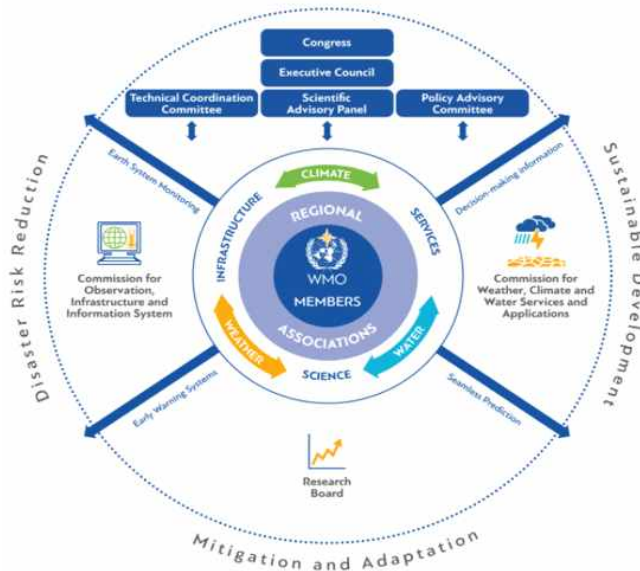 Congress
Executive Council
Technical Coordination
Committee
Scientific
Advisory Panel
Policy Advisory
Committee
Earth System Monitoring
Decision-making information
CLIMATE
INFRASTRUCTURE
SERVICES
REGIONAL
WMO
MEMBERS
ASSOCIATIONS
WEATHER
WATER
SCIENCE
Commission for
Observation,
Infrastructure and
Information System
Commission for
Weather, Climate and
Water Services and
Applications
Early Warning Systems
Seamless Prediction
Research
Board
Disaster Risk Reduction
Sustainable Development
Mitigation and Adaptation